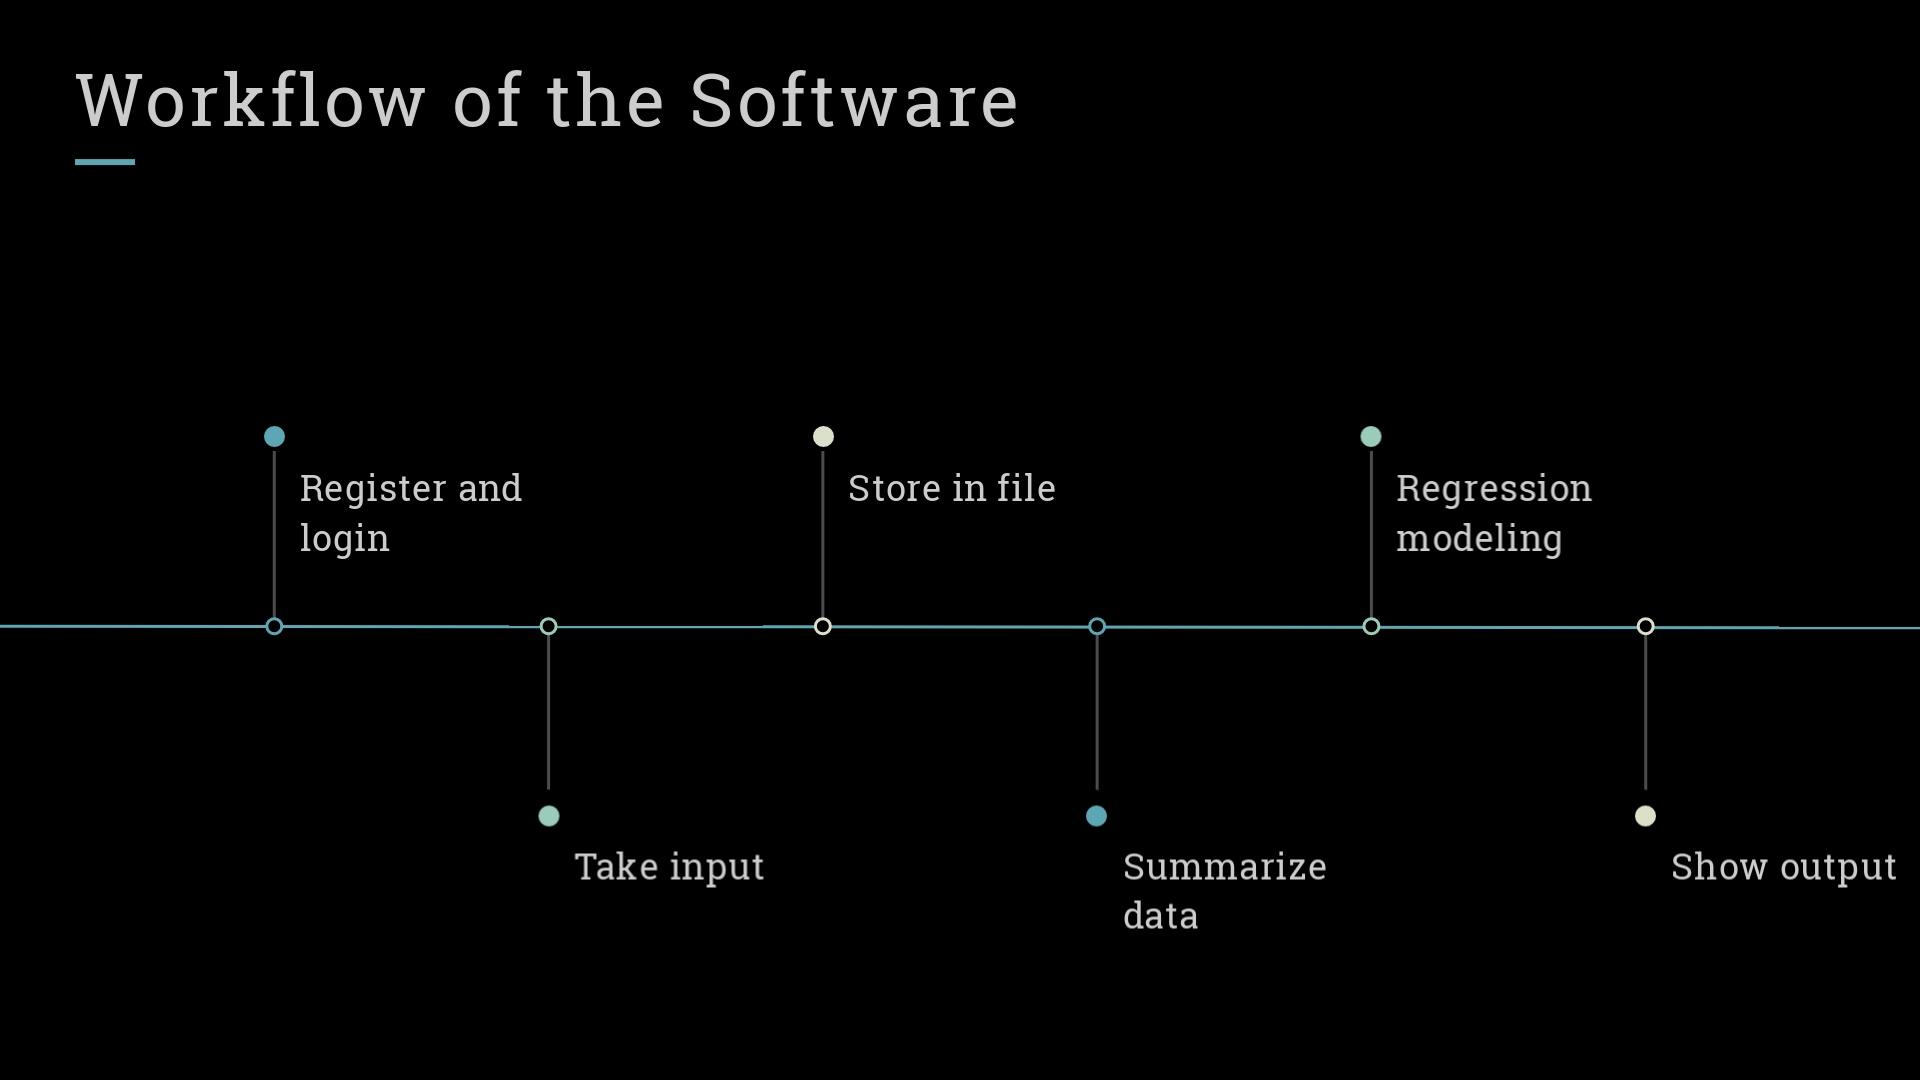 Workflow of the Software
Register and
login
Take input
Store in file
Summarize
data
Regression
modeling
Show output